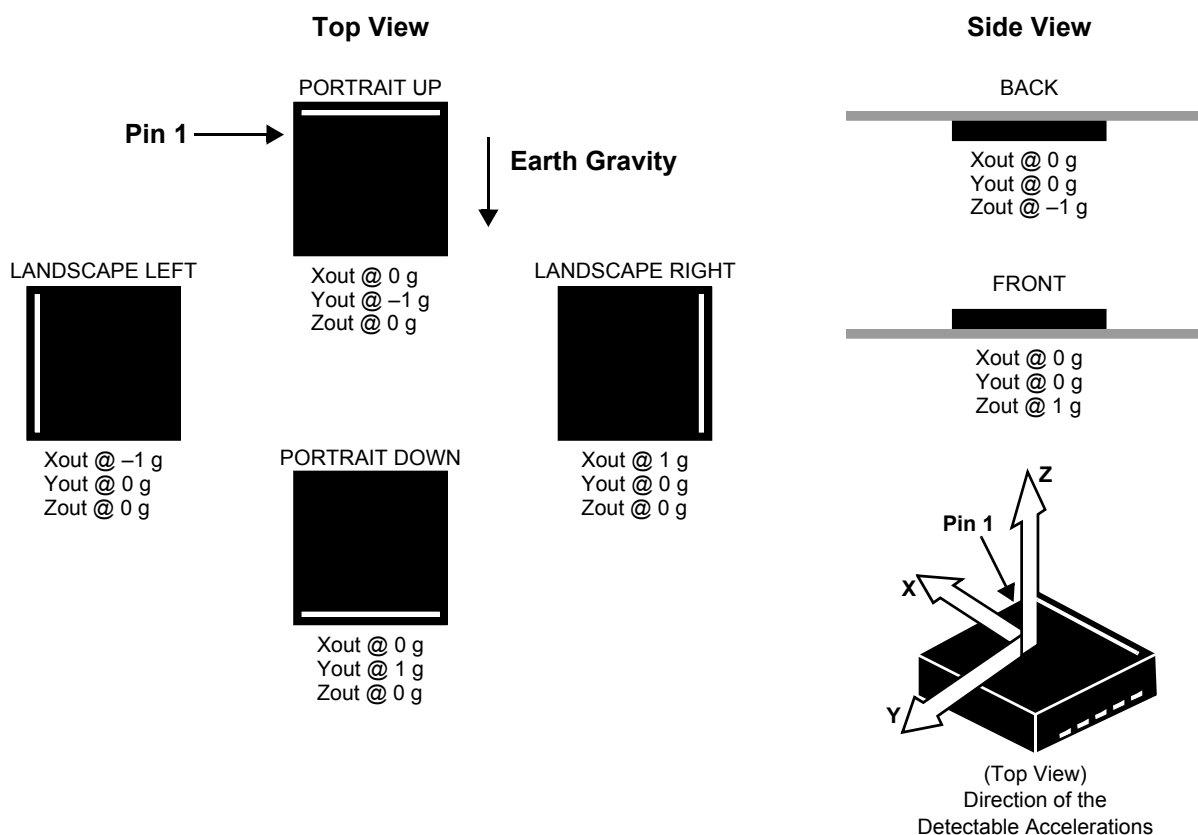 Top View
Side View
PORTRAIT UP
Pin 1
Earth Gravity
Xout @ 0 g
Yout @ –1 g
Zout @ 0 g
LANDSCAPE LEFT
Xout @ –1 g
Yout @ 0 g
Zout @ 0 g
LANDSCAPE RIGHT
Xout @ 1 g
Yout @ 0 g
Zout @ 0 g
PORTRAIT DOWN
Xout @ 0 g
Yout @ 1 g
Zout @ 0 g
BACK
Xout @ 0 g
Yout @ 0 g
Zout @ –1 g
FRONT
Xout @ 0 g
Yout @ 0 g
Zout @ 1 g
Z
Pin 1
X
Y
(Top View)
Direction of the
Detectable Accelerations